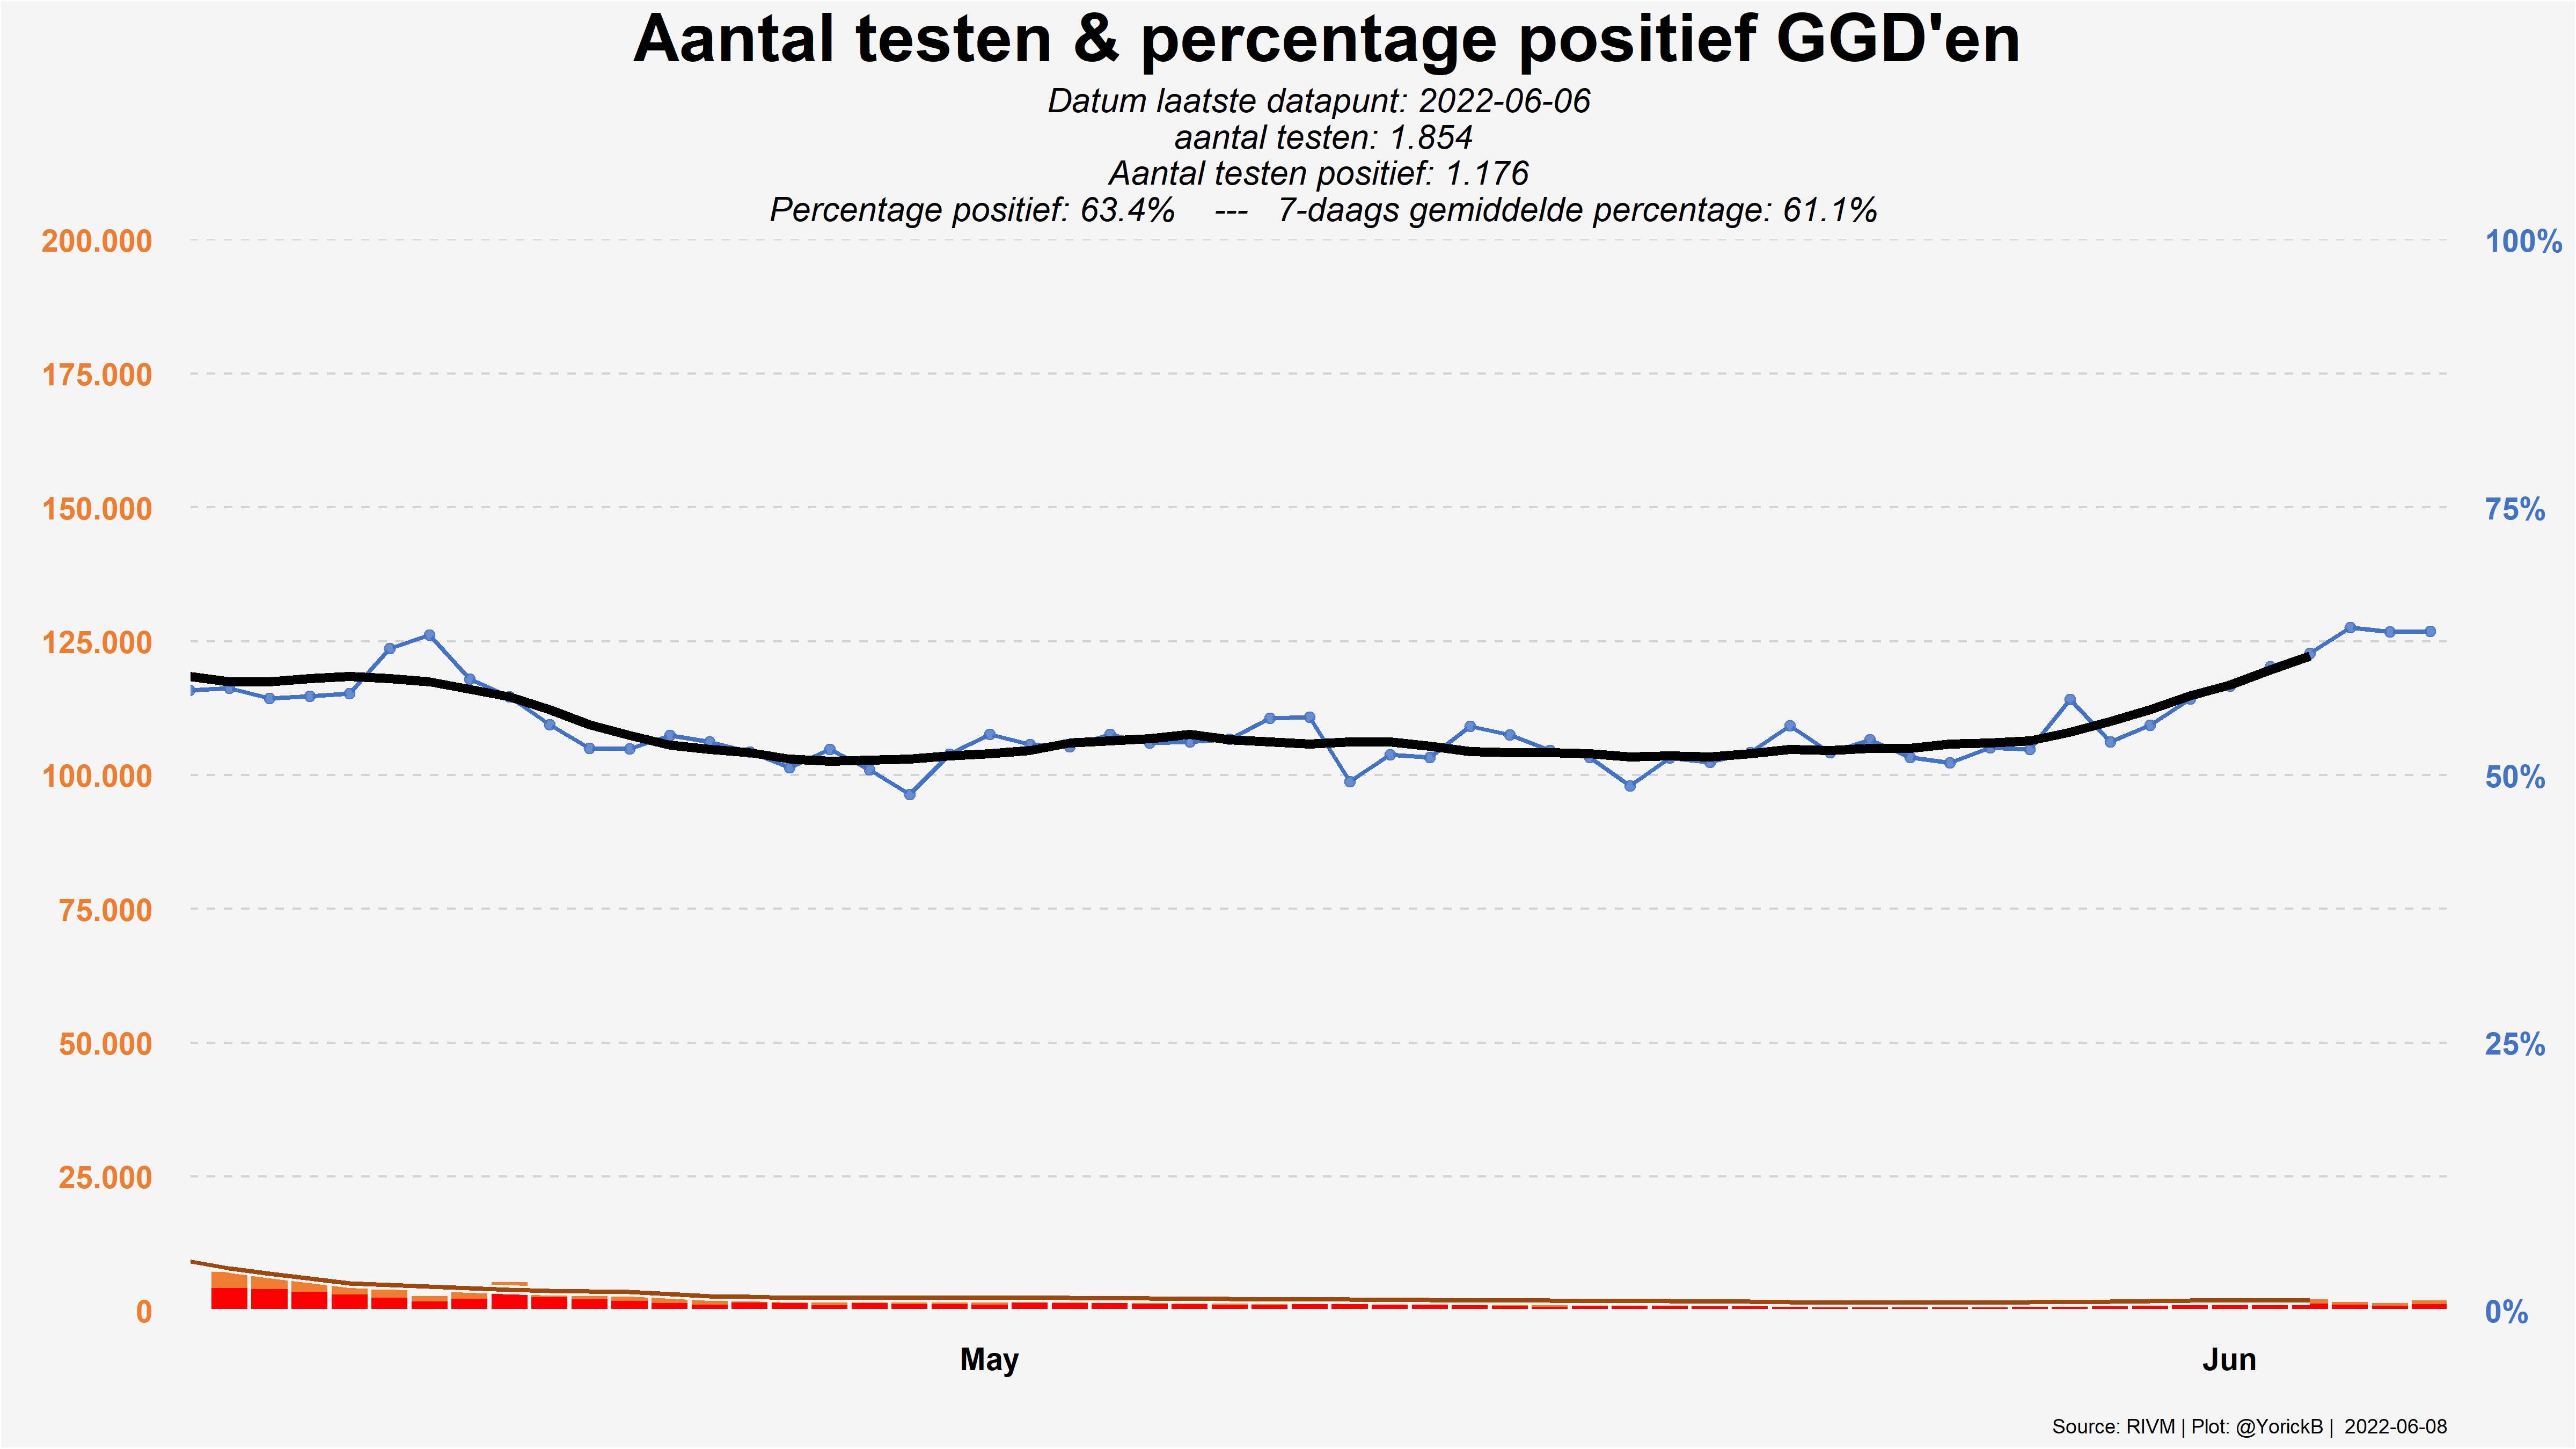 Aantal testen & percentage positief GGD'en
Datum laatste datapunt: 2022-06-06
aantal testen: 1.854
Aantal testen positief: 1.176
Percentage positief: 63.4% --- 7-daags gemiddelde percentage: 61.1%
200.000
100%
175.000
150.000
75%
125.000
100.000
50%
75.000
50.000
25%
25.000
0
0%
May
Jun
Source: RIVM | Plot: @YorickB | 2022-06-08